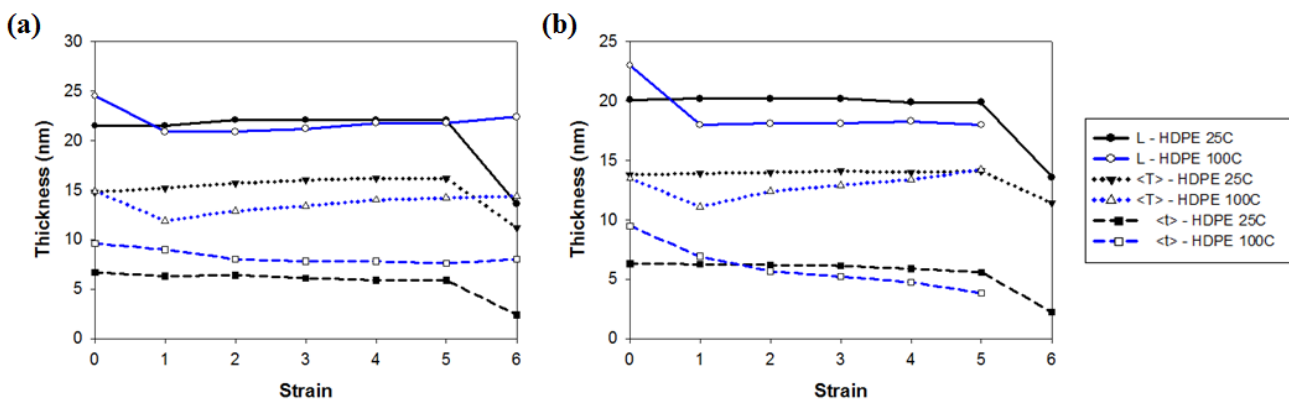 (a)
30
25
20
15
10
5
0
Thickness (nm)
0 1 2 3 4 5 6
Strain
(b)
25
20
15
10
5
0
Thickness (nm)
0 1 2 3 4 5 6
Strain
L - HDPE 25C
L - HDPE 100C
<T> - HDPE 25C
<T> - HDPE 100C
<t> - HDPE 25C
<t> - HDPE 100C